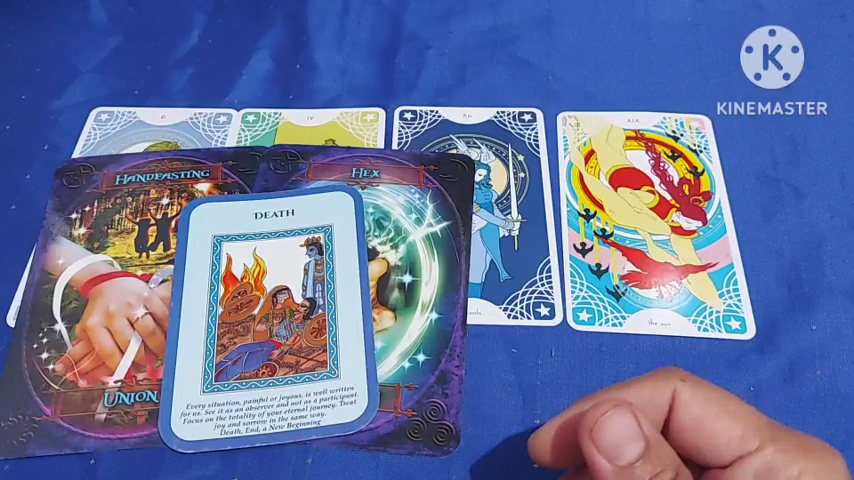 K
KINEMASTER
IV
XIX
HANDFASTING
HEX
DEATH
the sun
UNION
Every situation, painful or joyous, is well written
for us. See it as an observer and not as a participant.
Focus on the totality of your eternal journey. Treat
joy and sorrow in the same way.
Death, End, a New Beginning